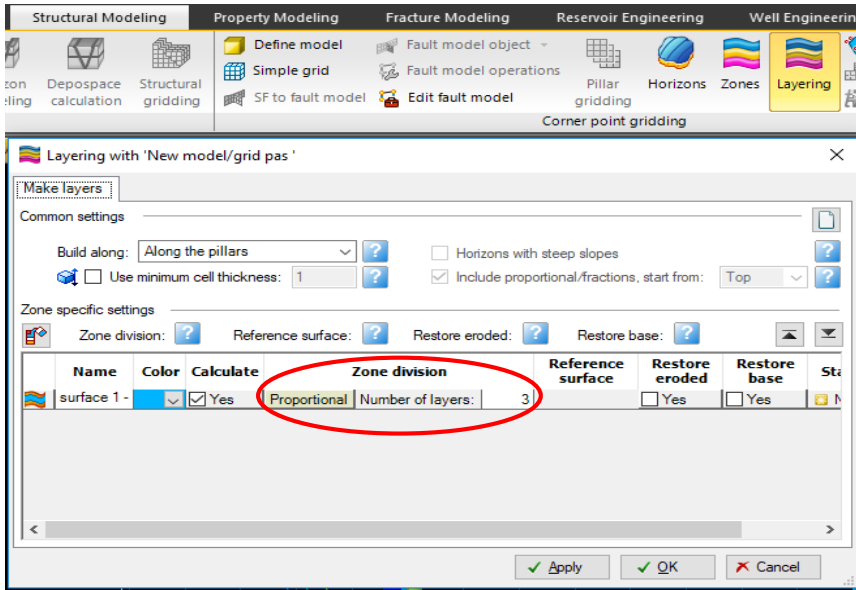 Structural Modeling Property Modeling Fracture Modeling Reservoir Engineering Well Engineerin
Define model Fault model object
zon Depospace Structural Simple grid Fault model operations Pillar Horizons Zones Layering
eling calculation gridding SF to fault model Edit fault model gridding
Corner point gridding
Layering with 'New model/grid pas '
Make layers
Common settings
Build along: Along the pillars ? Horizons with steep slopes ?
Use minimum cell thickness: 1 ? Include proportional/fractions, start from: Top ?
Zone specific settings
Zone division: ? Reference surface: ? Restore eroded: ? Restore base: ?
Name Color Calculate Zone division Reference surface Restore eroded Restore base Sta
surface 1 - Yes Proportional Number of layers: 3 Yes Yes N
Apply OK Cancel